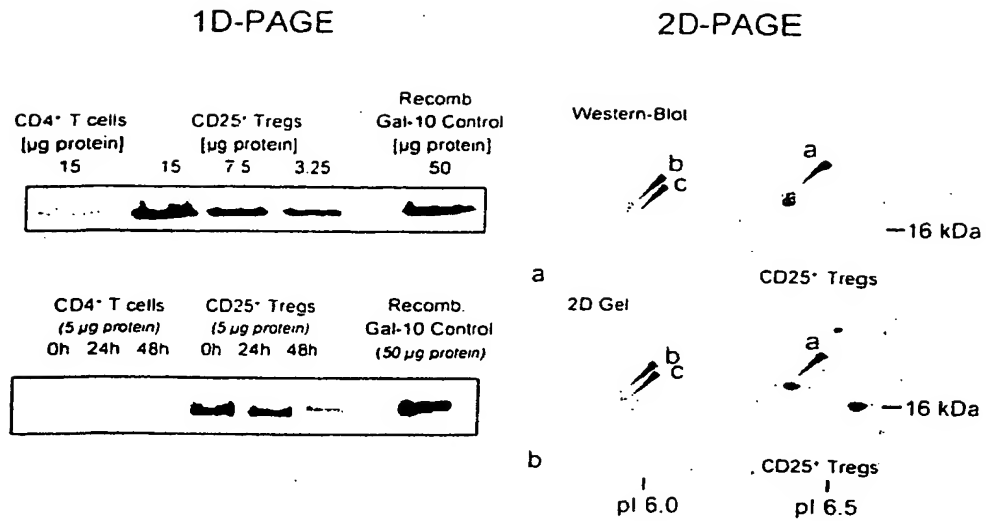 1D-PAGE
CD4⁺ T cells
[µg protein]
15
CD25⁺ Tregs
[µg protein]
15 7 5 3.25
Recomb
Gal-10 Control
[µg protein]
50
CD4⁺ T cells
(5 µg protein)
0h 24h 48h
CD25⁺ Tregs
(5 µg protein)
0h 24h 48h
Recomb.
Gal-10 Control
(50 µg protein)
2D-PAGE
Western-Blot
b
c
a
16 kDa
a
CD25⁺ Tregs
2D Gel
b
c
a
16 kDa
b
CD25⁺ Tregs
pI 6.0
pI 6.5